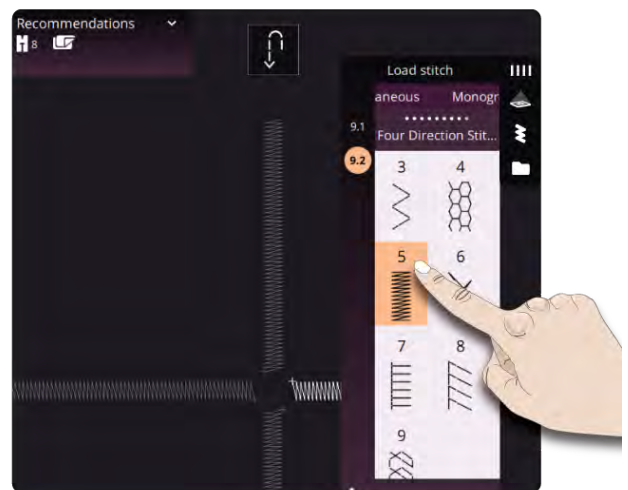 Recommendations
8
Load stitch
aneous Monogr
9.1
Four Direction Stit...
9.2
3 4
5 6
7 8
9